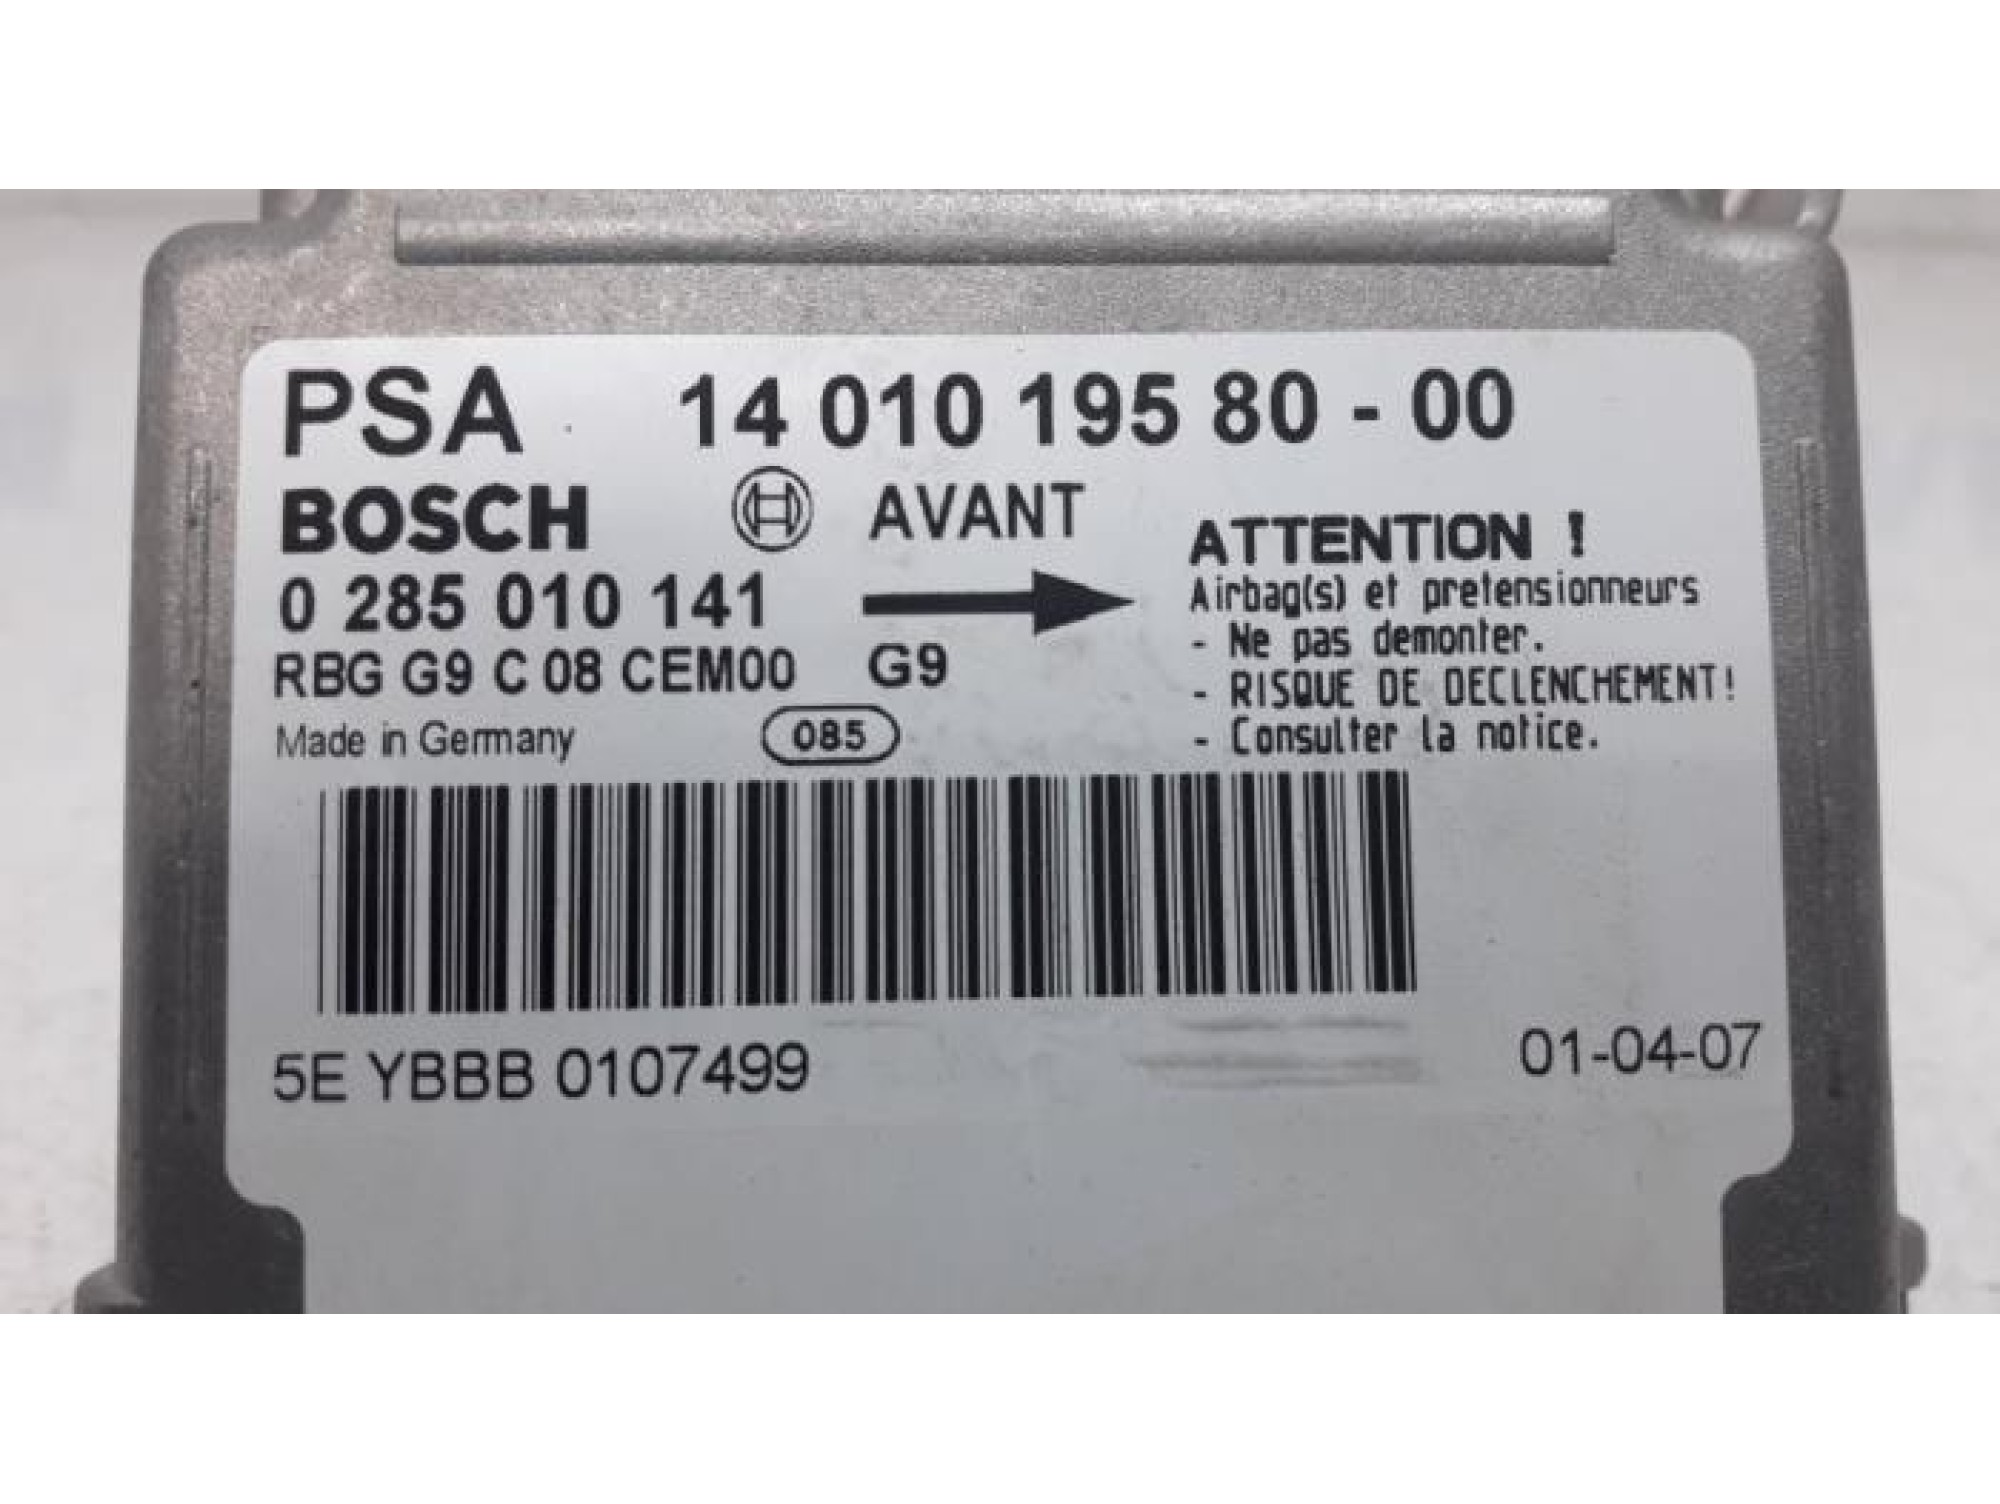 PSA 14 010 195 80 - 00
BOSCH AVANT
0 285 010 141
RBG G9 C 08 CEM00 G9
Made in Germany 085
ATTENTION !
Airbag(s) et pretensionneurs
- Ne pas demonter.
- RISQUE DE DECLENCHEMENT!
- Consulter la notice.
5E YBBB 0107499
01-04-07